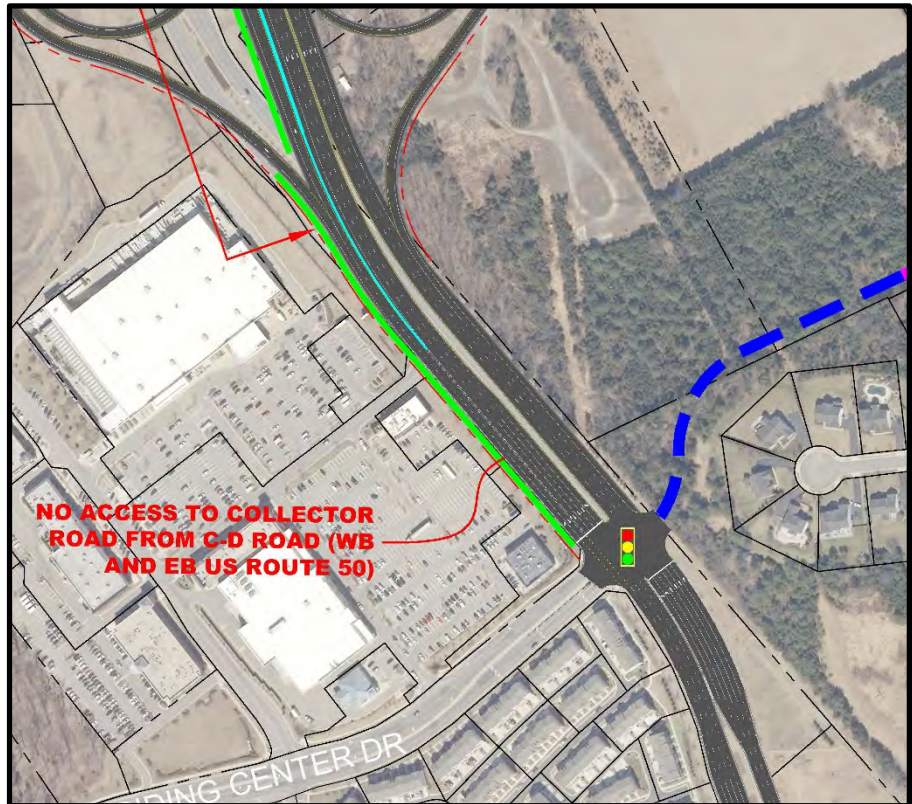 NO ACCESS TO COLLECTOR
ROAD FROM C-D ROAD (WB
AND EB US ROUTE 50)
CENTER DR